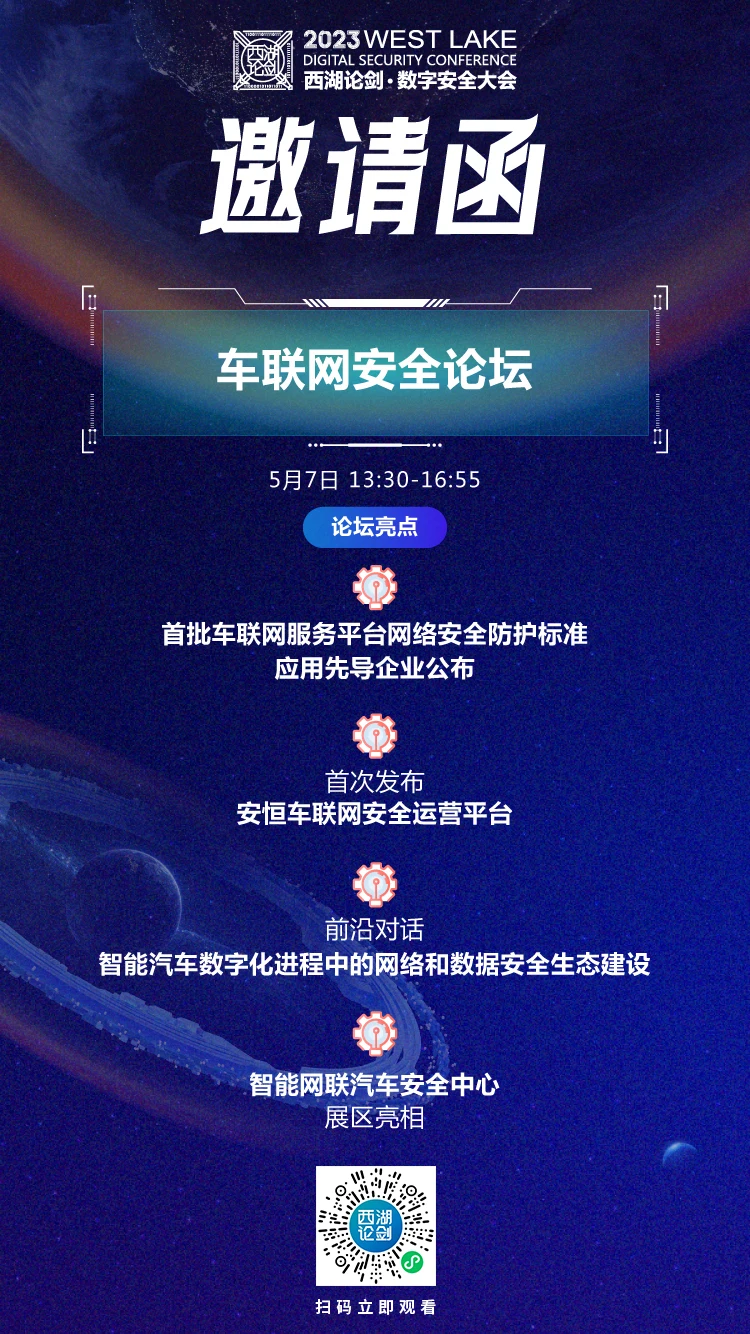 2023 WEST LAKE
DIGITAL SECURITY CONFERENCE
西湖论剑·数字安全大会
西湖
论剑
邀请函
车联网安全论坛
5月7日 13:30-16:55
论坛亮点
首批车联网服务平台网络安全防护标准
应用先导企业公布
首次发布
安恒车联网安全运营平台
前沿对话
智能汽车数字化进程中的网络和数据安全生态建设
智能网联汽车安全中心
展区亮相
西湖
论剑
扫码立即观看